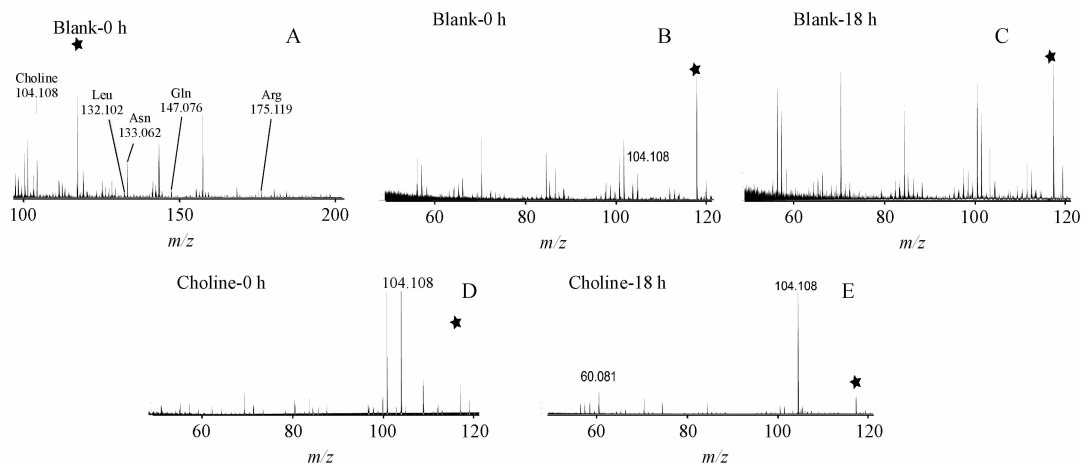 Blank-0 h
A
Choline
104.108
Leu
132.102
Asn
133.062
Gln
147.076
Arg
175.119
100 150 200
m/z
Blank-0 h
B
104.108
60 80 100 120
m/z
Blank-18 h
C
60 80 100 120
m/z
Choline-0 h
D
104.108
60 80 100 120
m/z
Choline-18 h
E
104.108
60.081
60 80 100 120
m/z